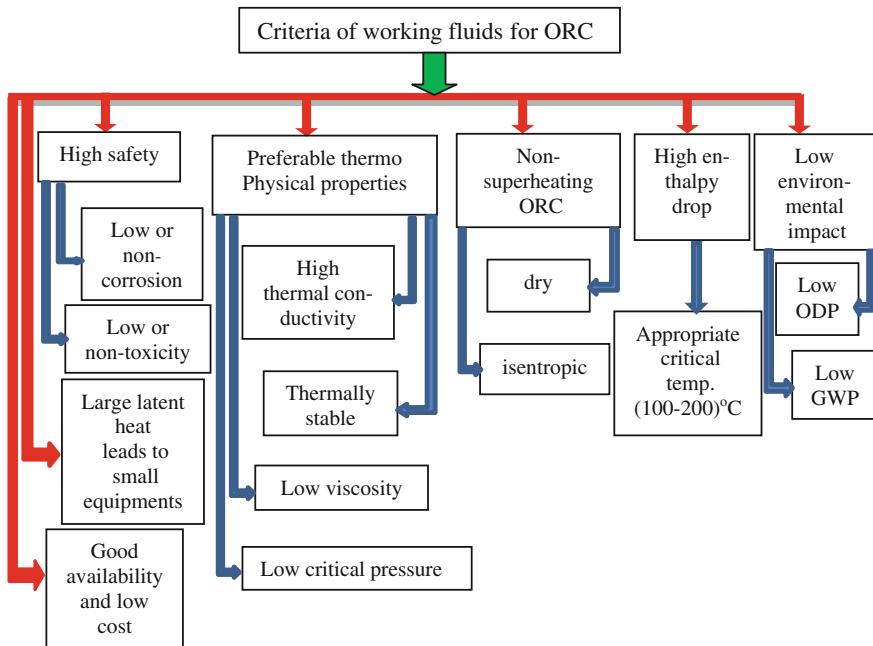 Criteria of working fluids for ORC
High safety
Low or
non-
corrosion
Low or
non-toxicity
Large latent
heat
leads to
small
equipments
Good
availability
and low
cost
Preferable thermo
Physical properties
High
thermal con-
ductivity
Thermally
stable
Low viscosity
Low critical pressure
Non-
superheating
ORC
dry
isentropic
High en-
thalpy
drop
Appropriate
critical
temp.
(100-200)°C
Low
environ-
mental
impact
Low
ODP
Low
GWP